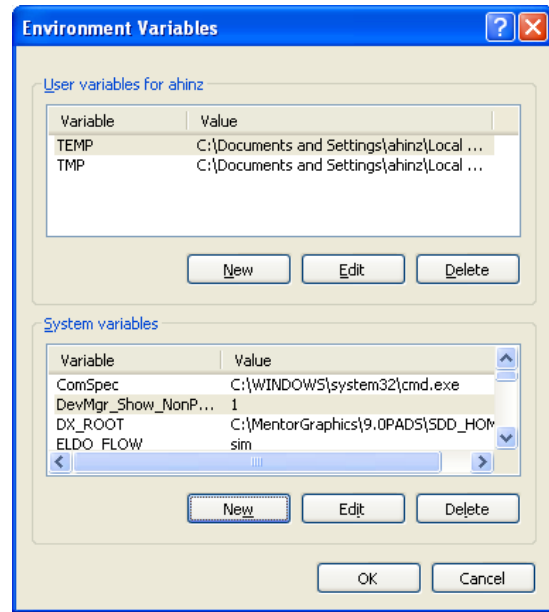 Environment Variables
User variables for ahinz
Variable Value
TEMP C:\Documents and Settings\ahinz\Local ...
TMP C:\Documents and Settings\ahinz\Local ...
New Edit Delete
System variables
Variable Value
ComSpec C:\WINDOWS\system32\cmd.exe
DevMgr_Show_NonP... 1
DX_ROOT C:\MentorGraphics\9.0PADS\SDD_HOM
ELDO_FLOW sim
New Edit Delete
OK Cancel